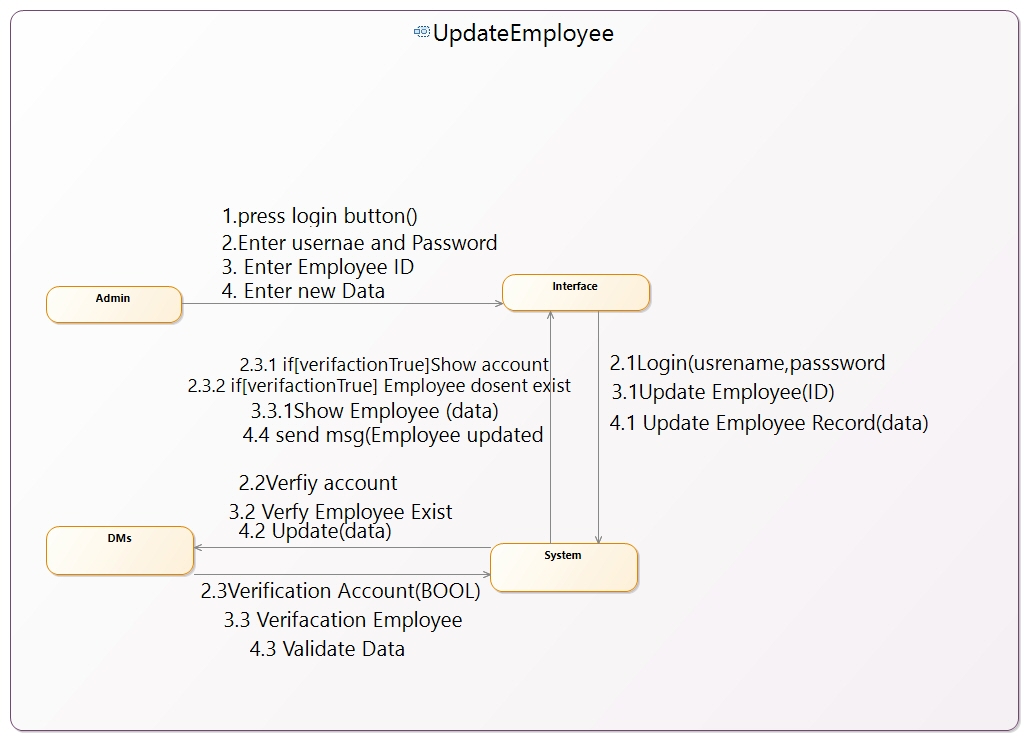 UpdateEmployee
1.press login button()
2.Enter usernae and Password
3. Enter Employee ID
4. Enter new Data
Admin
Interface
2.3.1 if[verifactionTrue]Show account
2.3.2 if[verifactionTrue] Employee dosent exist
3.3.1Show Employee (data)
4.4 send msg(Employee updated
2.1Login(usrename,passsword
3.1Update Employee(ID)
4.1 Update Employee Record(data)
2.2Verfiy account
3.2 Verfy Employee Exist
4.2 Update(data)
DMs
System
2.3Verification Account(BOOL)
3.3 Verifacation Employee
4.3 Validate Data